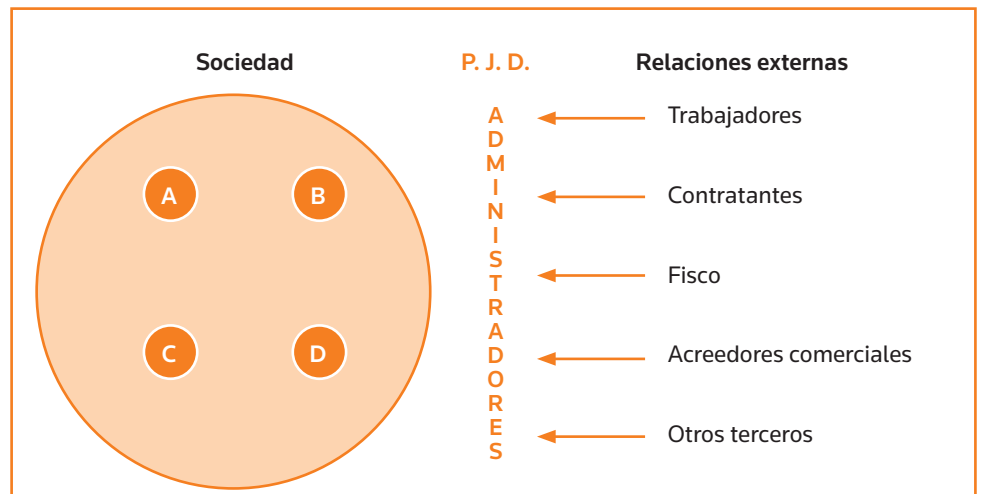 Sociedad
P. J. D.
Relaciones externas
A
B
C
D
A
D
M
I
N
I
S
T
R
A
D
O
R
E
S
Trabajadores
Contratantes
Fisco
Acreedores comerciales
Otros terceros